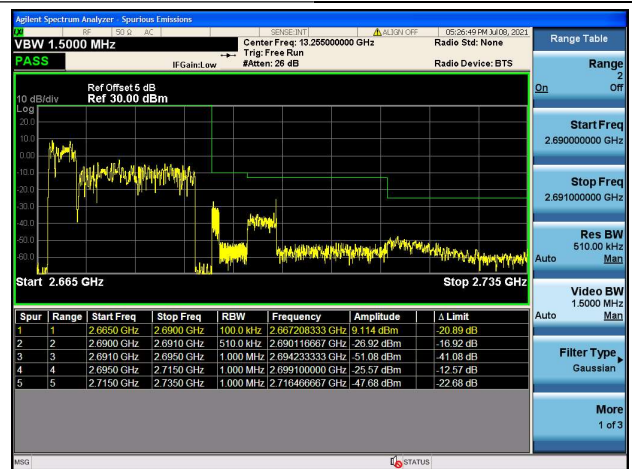 Agilent Spectrum Analyzer - Spurious Emissions
RF 50 Ω AC SENSE:INT ALIGN OFF 05:26:49 PM Jul 08, 2021
VBW 1.5000 MHz
Center Freq: 13.255000000 GHz
Radio Std: None
Trig: Free Run
PASS
IFGain:Low
#Atten: 26 dB
Radio Device: BTS
Ref Offset 5 dB
10 dB/div Ref 30.00 dBm
Log
20.0
10.0
0.00
-10.0
-20.0
-30.0
-40.0
-50.0
-60.0
Start 2.665 GHz Stop 2.735 GHz
Spur Range Start Freq Stop Freq RBW Frequency Amplitude Δ Limit
1 1 2.6650 GHz 2.6900 GHz 100.0 kHz 2.667208333 GHz 9.114 dBm -20.89 dB
2 2 2.6900 GHz 2.6910 GHz 510.0 kHz 2.690116667 GHz -26.92 dBm -16.92 dB
3 3 2.6910 GHz 2.6950 GHz 1.000 MHz 2.694233333 GHz -51.08 dBm -41.08 dB
4 4 2.6950 GHz 2.7150 GHz 1.000 MHz 2.699100000 GHz -25.57 dBm -12.57 dB
5 5 2.7150 GHz 2.7350 GHz 1.000 MHz 2.716466667 GHz -47.68 dBm -22.68 dB
MSG STATUS
Range Table
Range
2
On Off
Start Freq
2.690000000 GHz
Stop Freq
2.691000000 GHz
Res BW
510.00 kHz
Auto Man
Video BW
1.5000 MHz
Auto Man
Filter Type
Gaussian
More
1 of 3